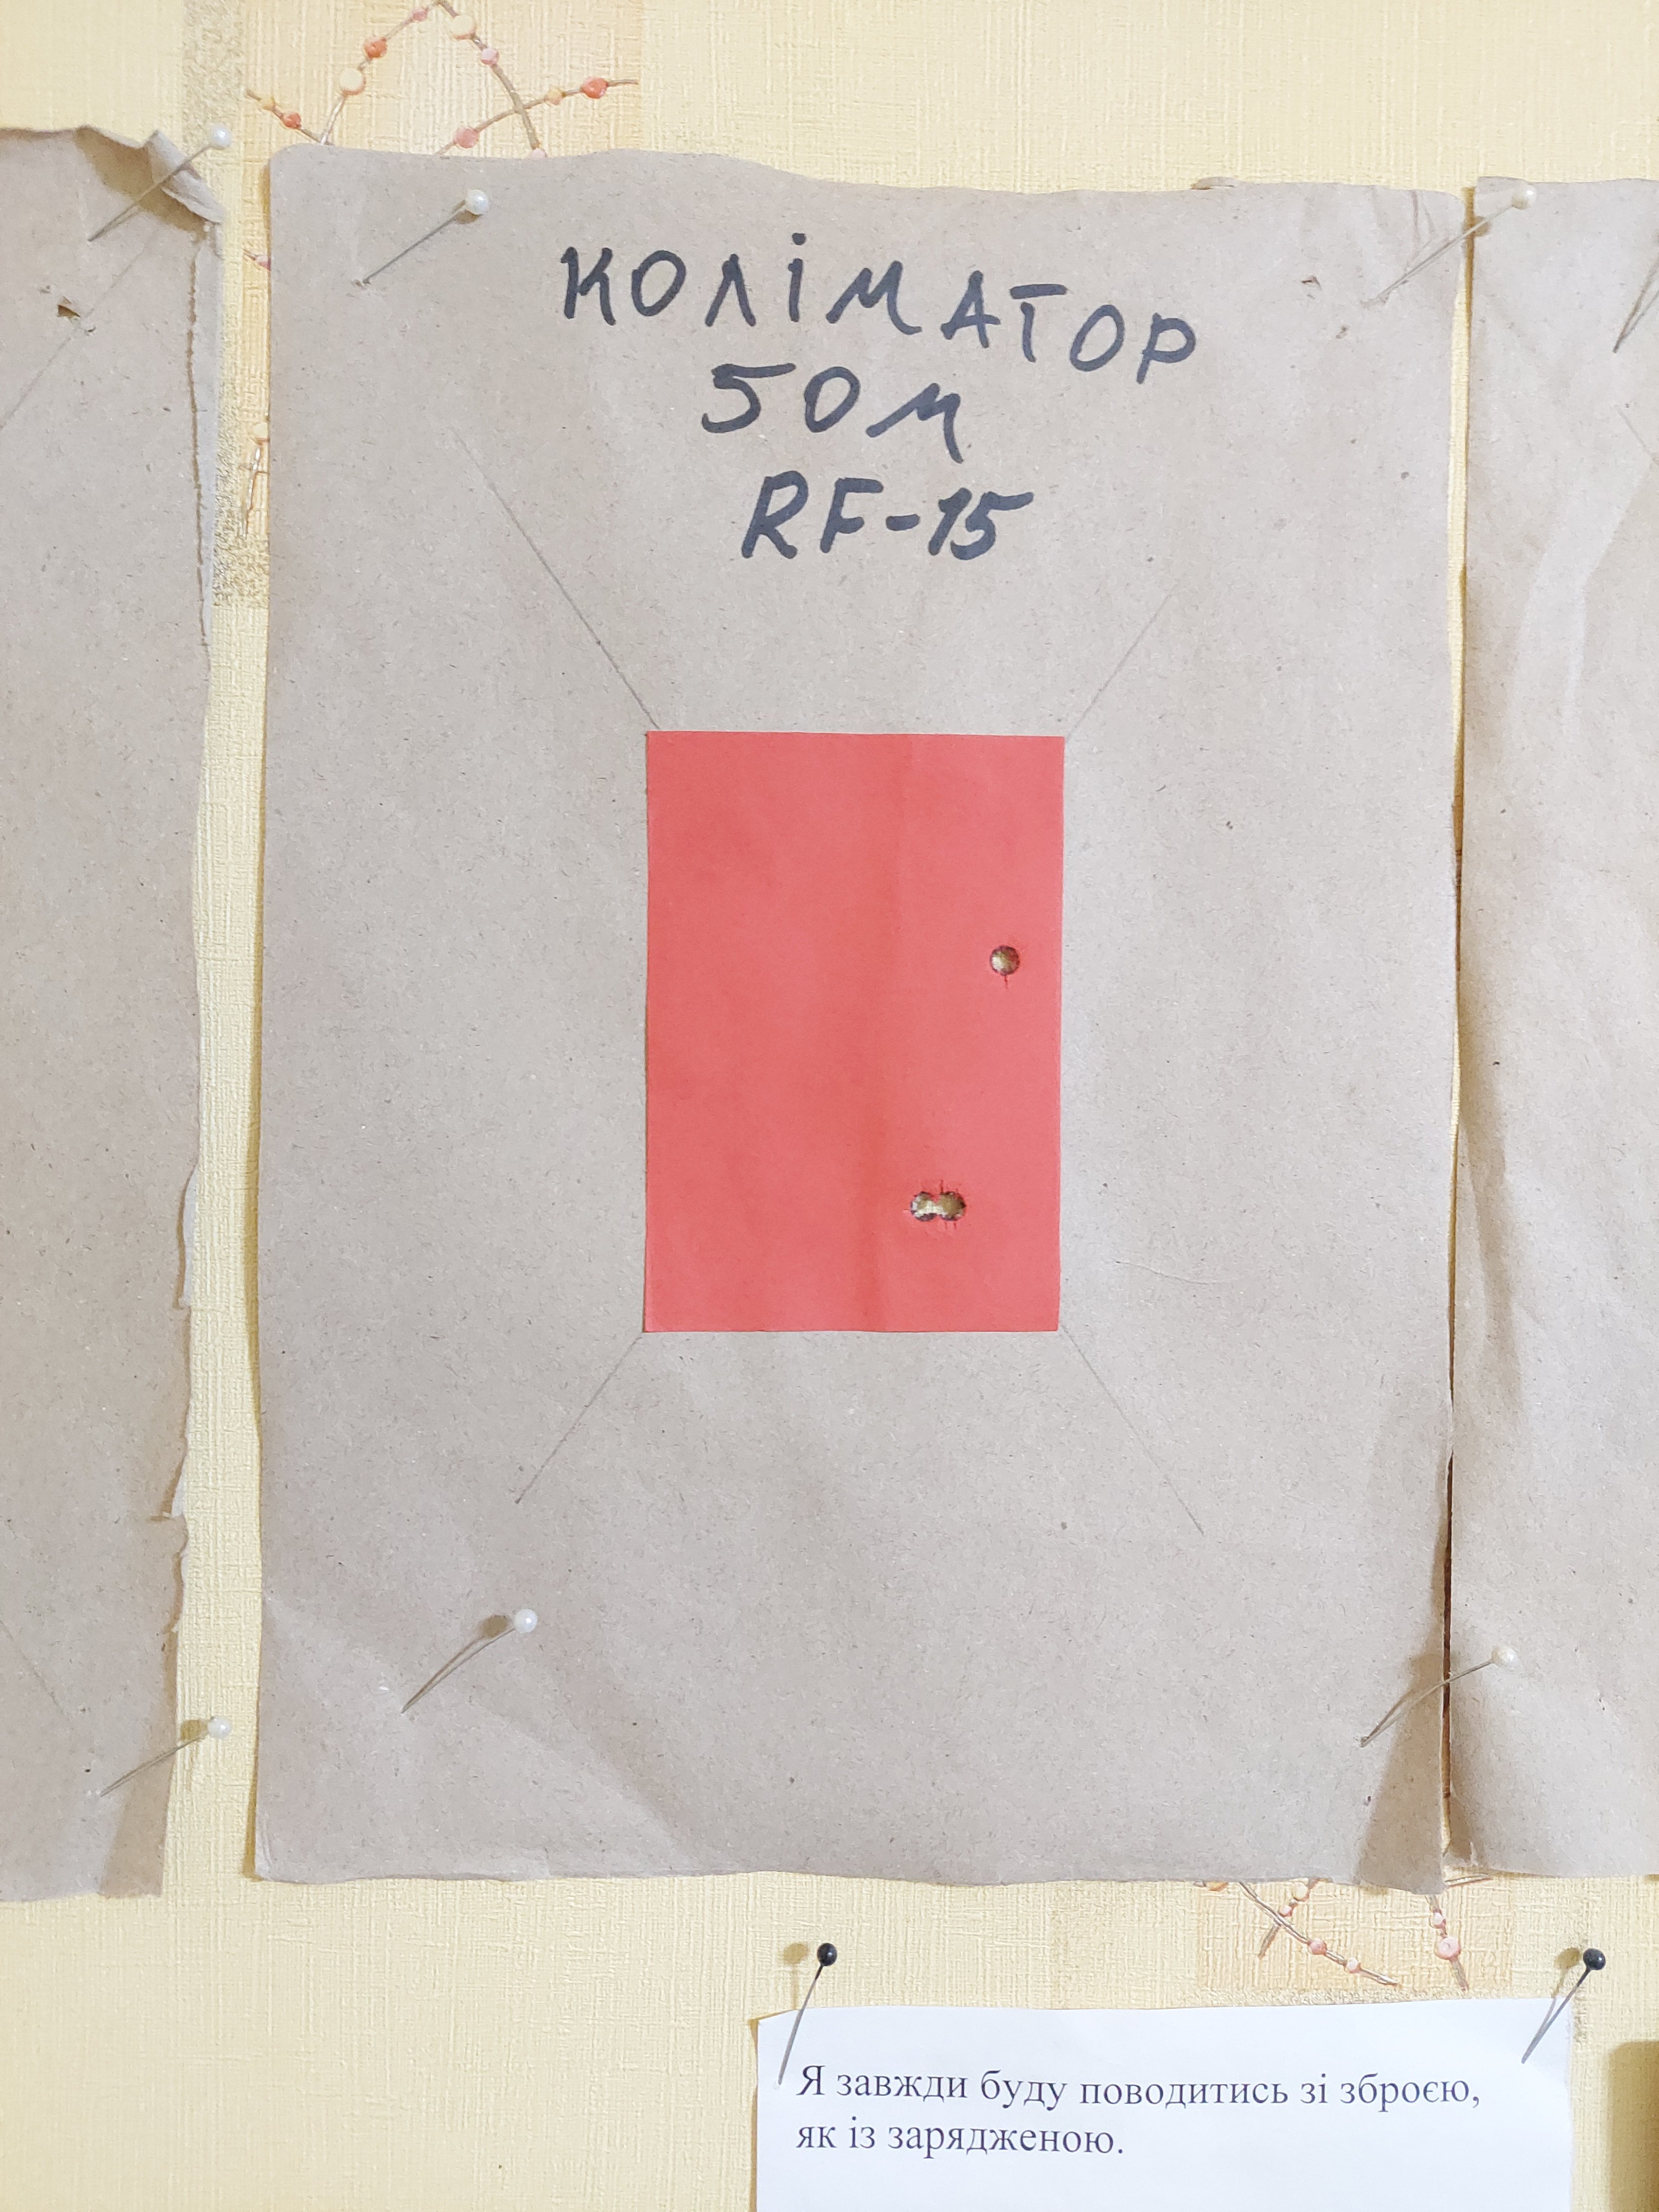 КОЛІМАТОР
50м
RF-15
Я завжди буду поводитись зі зброєю,
як із зарядженою.